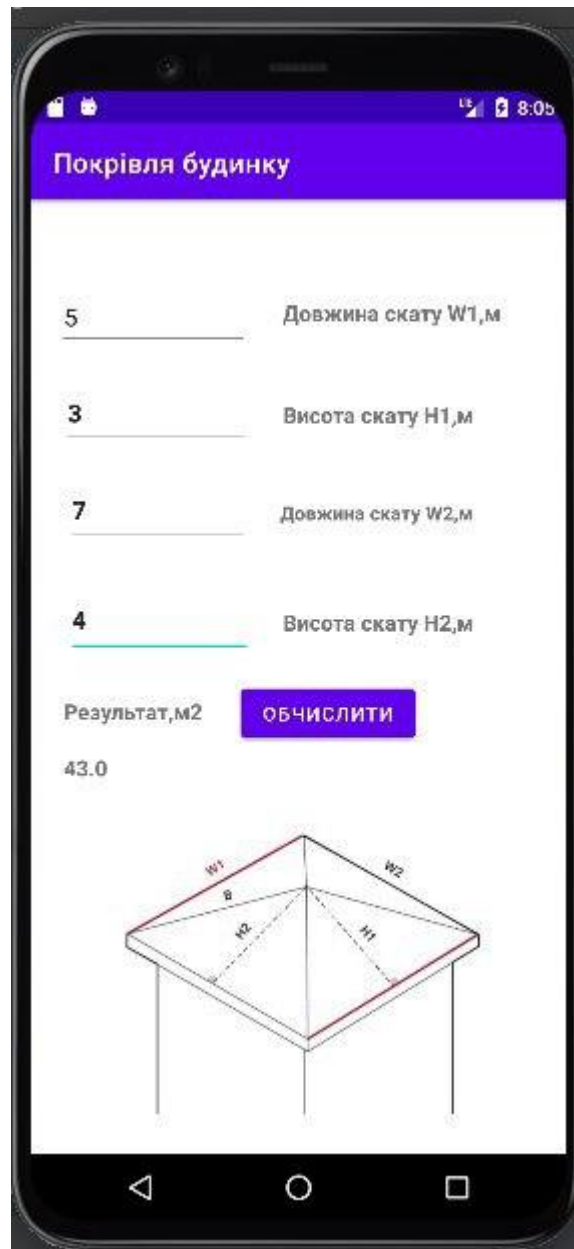 8:05
Покрівля будинку
5 Довжина скату W1,м
3 Висота скату H1,м
7 Довжина скату W2,м
4 Висота скату H2,м
Результат,м2 ОБЧИСЛИТИ
43.0
W1 W2
B
H2 H1